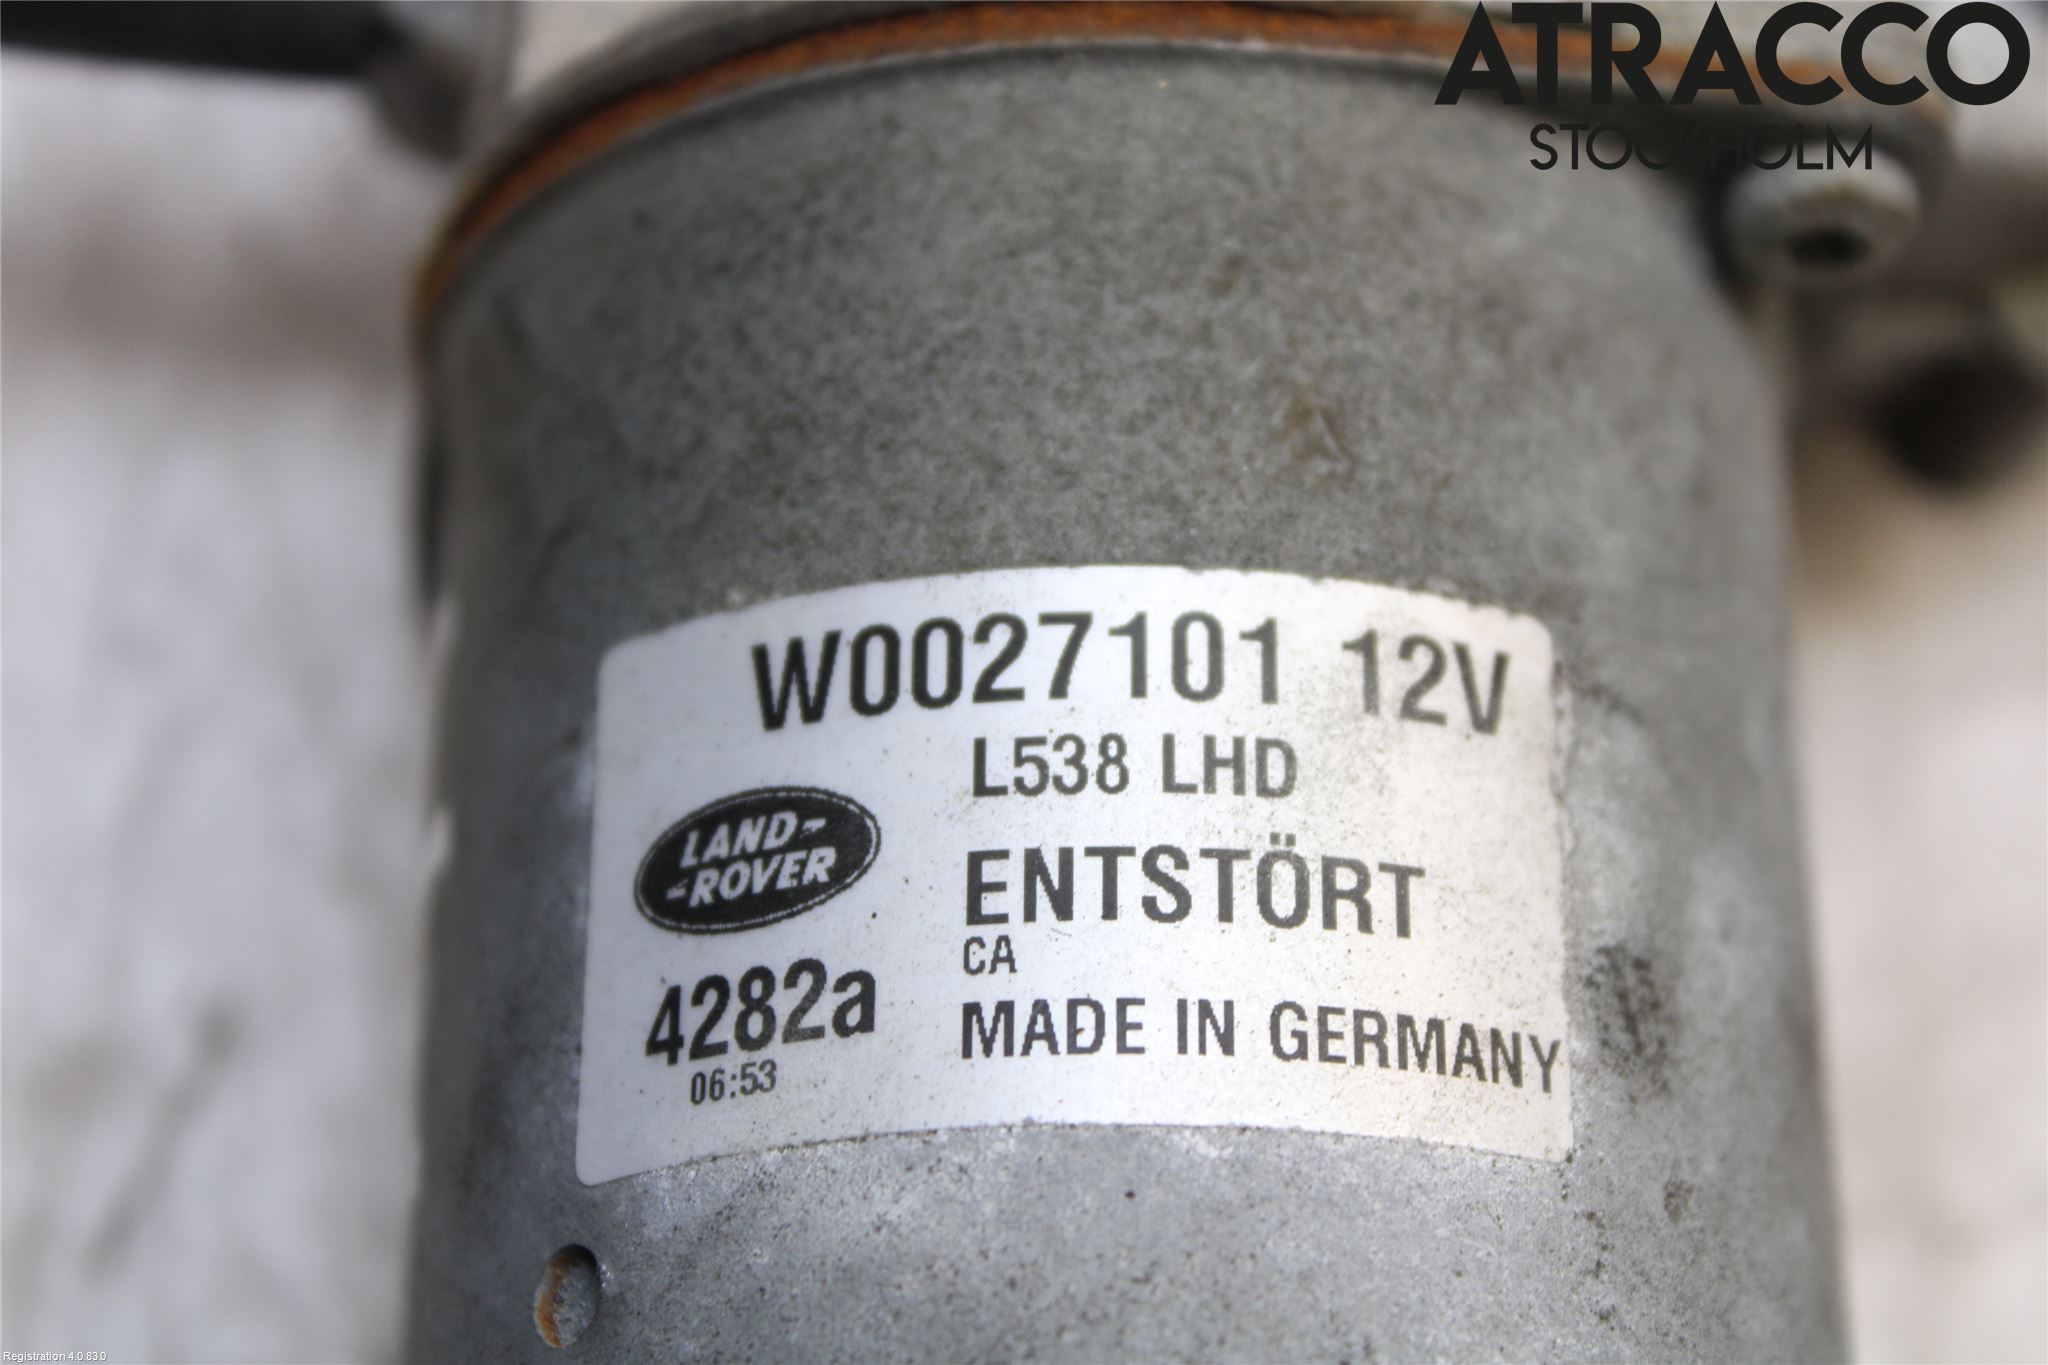 ATRACCO
STOCKHOLM
W0027101 12V
L538 LHD
LAND-
-ROVER
ENTSTÖRT
CA
4282a
MADE IN GERMANY
06:53
Registration 4.0.83.0